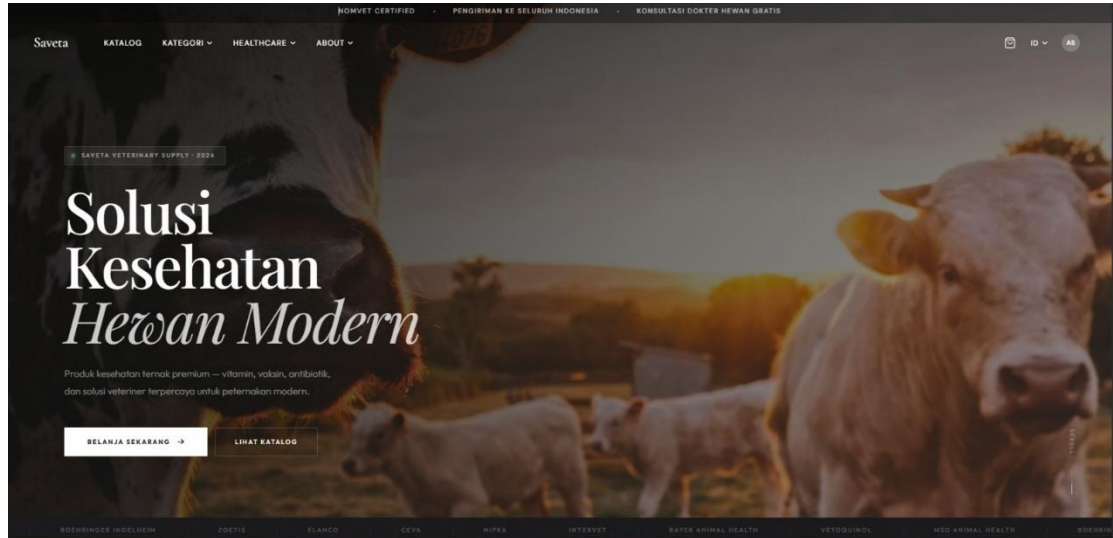 NOMVET CERTIFIED • PENGIRIMAN KE SELURUH INDONESIA • KONSULTASI DOKTER HEWAN GRATIS
Saveta KATALOG KATEGORI HEALTHCARE ABOUT ID AS
SAVETA VETERINARY SUPPLY · 2026
Solusi
Kesehatan
Hewan Modern
Produk kesehatan ternak premium — vitamin, vaksin, antibiotik,
dan solusi veteriner terpercaya untuk peternakan modern.
BELANJA SEKARANG → LIHAT KATALOG
BOEHRINGER INGELHEIM ZOETIS ELANCO CEVA HIPRA INTERVET BAYER ANIMAL HEALTH VETOQUINOL MSD ANIMAL HEALTH BOEHRIN